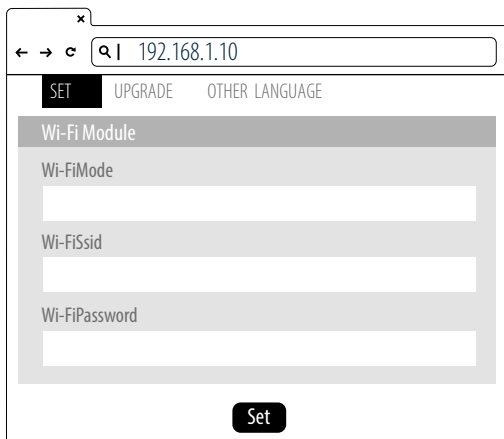 192.168.1.10
SET UPGRADE OTHER LANGUAGE
Wi-Fi Module
Wi-FiMode
Wi-FiSsid
Wi-FiPassword
Set